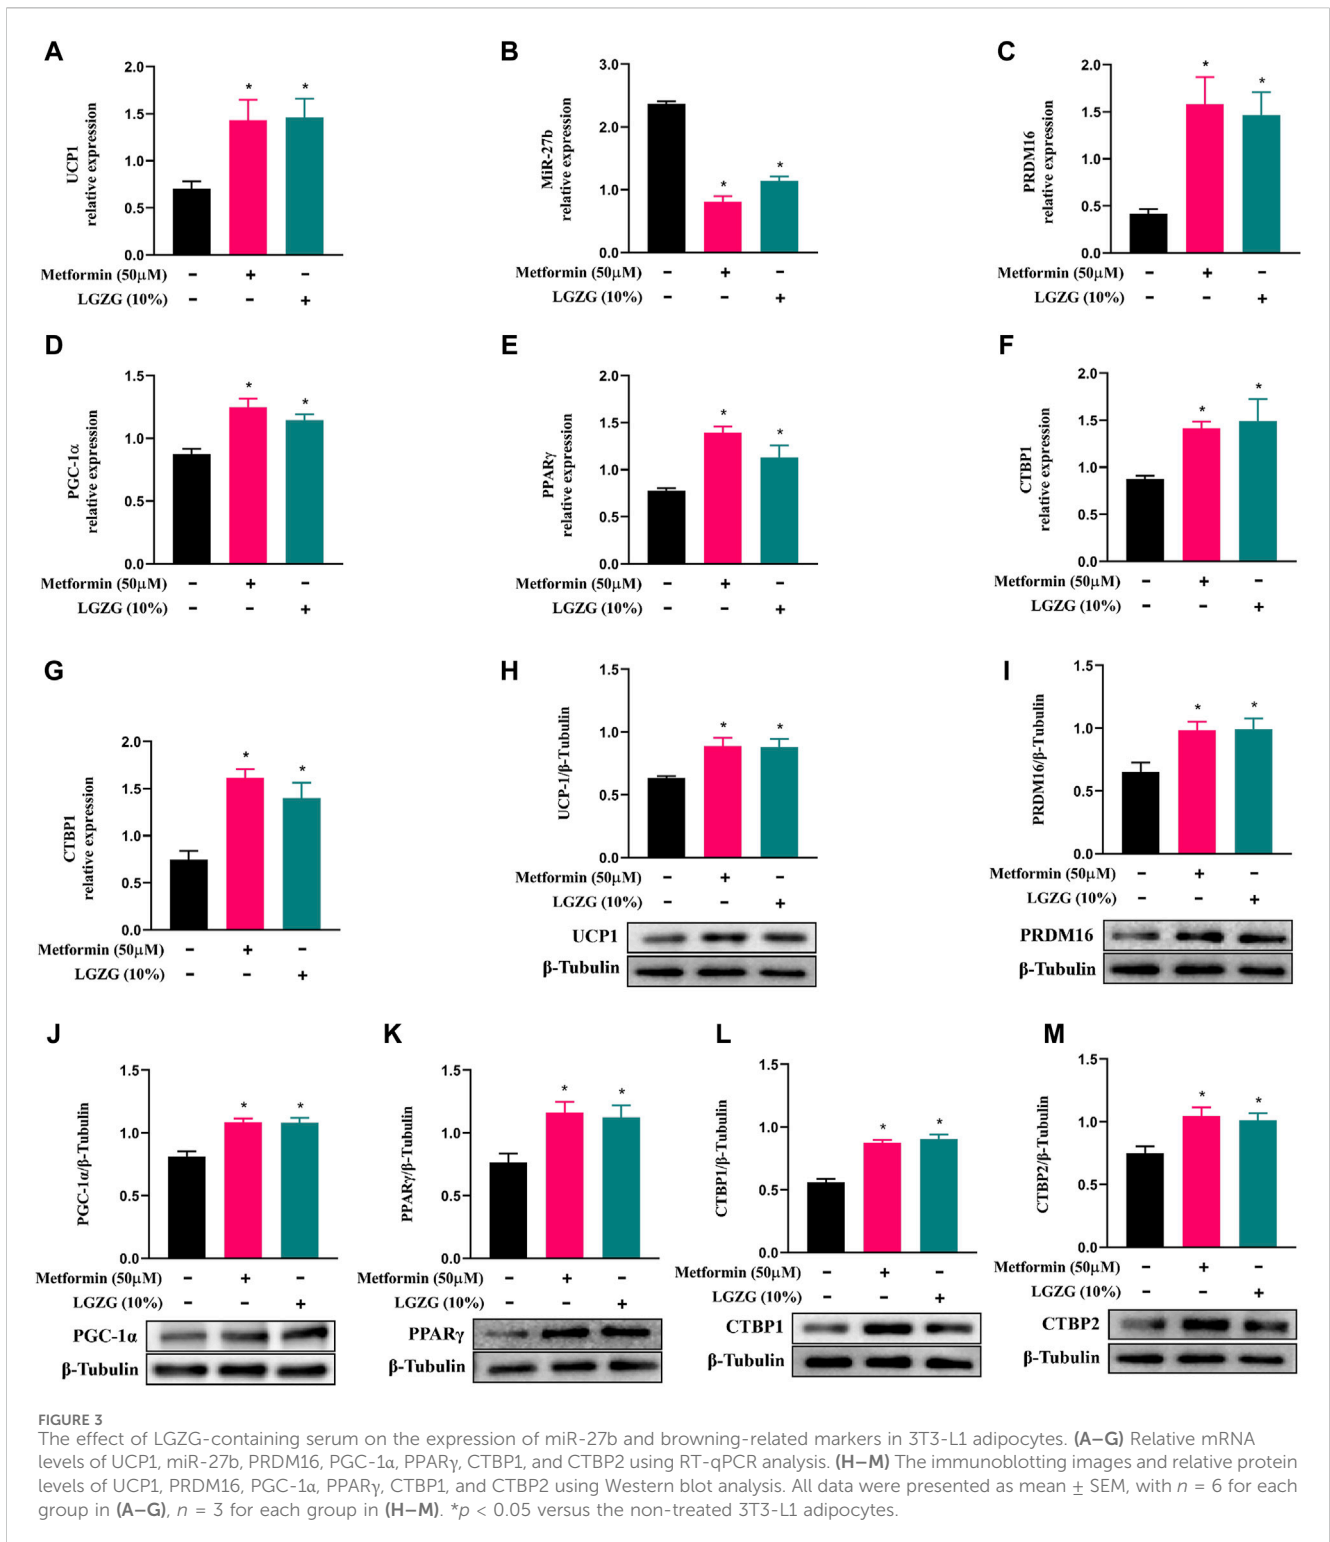 A
UCP1
relative expression
2.0
1.5
1.0
0.5
0.0
*
*
Metformin (50μM) - + -
LGZG (10%) - - +
B
MiR-27b
relative expression
3.0
2.0
1.0
0.0
*
*
Metformin (50μM) - + -
LGZG (10%) - - +
C
PRDM16
relative expression
2.0
1.5
1.0
0.5
0.0
*
*
Metformin (50μM) - + -
LGZG (10%) - - +
D
PGC-1α
relative expression
1.5
1.0
0.5
0.0
*
*
Metformin (50μM) - + -
LGZG (10%) - - +
E
PPARγ
relative expression
2.0
1.5
1.0
0.5
0.0
*
*
Metformin (50μM) - + -
LGZG (10%) - - +
F
CTBP1
relative expression
2.0
1.5
1.0
0.5
0.0
*
*
Metformin (50μM) - + -
LGZG (10%) - - +
G
CTBP1
relative expression
2.0
1.5
1.0
0.5
0.0
*
*
Metformin (50μM) - + -
LGZG (10%) - - +
H
UCP-1/β-Tubulin
1.5
1.0
0.5
0.0
*
*
Metformin (50μM) - + -
LGZG (10%) - - +
UCP1
β-Tubulin
I
PRDM16/β-Tubulin
1.5
1.0
0.5
0.0
*
*
Metformin (50μM) - + -
LGZG (10%) - - +
PRDM16
β-Tubulin
J
PGC-1α/β-Tubulin
1.5
1.0
0.5
0.0
*
*
Metformin (50μM) - + -
LGZG (10%) - - +
PGC-1α
β-Tubulin
K
PPARγ/β-Tubulin
1.5
1.0
0.5
0.0
*
*
Metformin (50μM) - + -
LGZG (10%) - - +
PPARγ
β-Tubulin
L
CTBP1/β-Tubulin
1.5
1.0
0.5
0.0
*
*
Metformin (50μM) - + -
LGZG (10%) - - +
CTBP1
β-Tubulin
M
CTBP2/β-Tubulin
1.5
1.0
0.5
0.0
*
*
Metformin (50μM) - + -
LGZG (10%) - - +
CTBP2
β-Tubulin
FIGURE 3
The effect of LGZG-containing serum on the expression of miR-27b and browning-related markers in 3T3-L1 adipocytes. (A–G) Relative mRNA
levels of UCP1, miR-27b, PRDM16, PGC-1α, PPARγ, CTBP1, and CTBP2 using RT-qPCR analysis. (H–M) The immunoblotting images and relative protein
levels of UCP1, PRDM16, PGC-1α, PPARγ, CTBP1, and CTBP2 using Western blot analysis. All data were presented as mean ± SEM, with n = 6 for each
group in (A–G), n = 3 for each group in (H–M). *p < 0.05 versus the non-treated 3T3-L1 adipocytes.